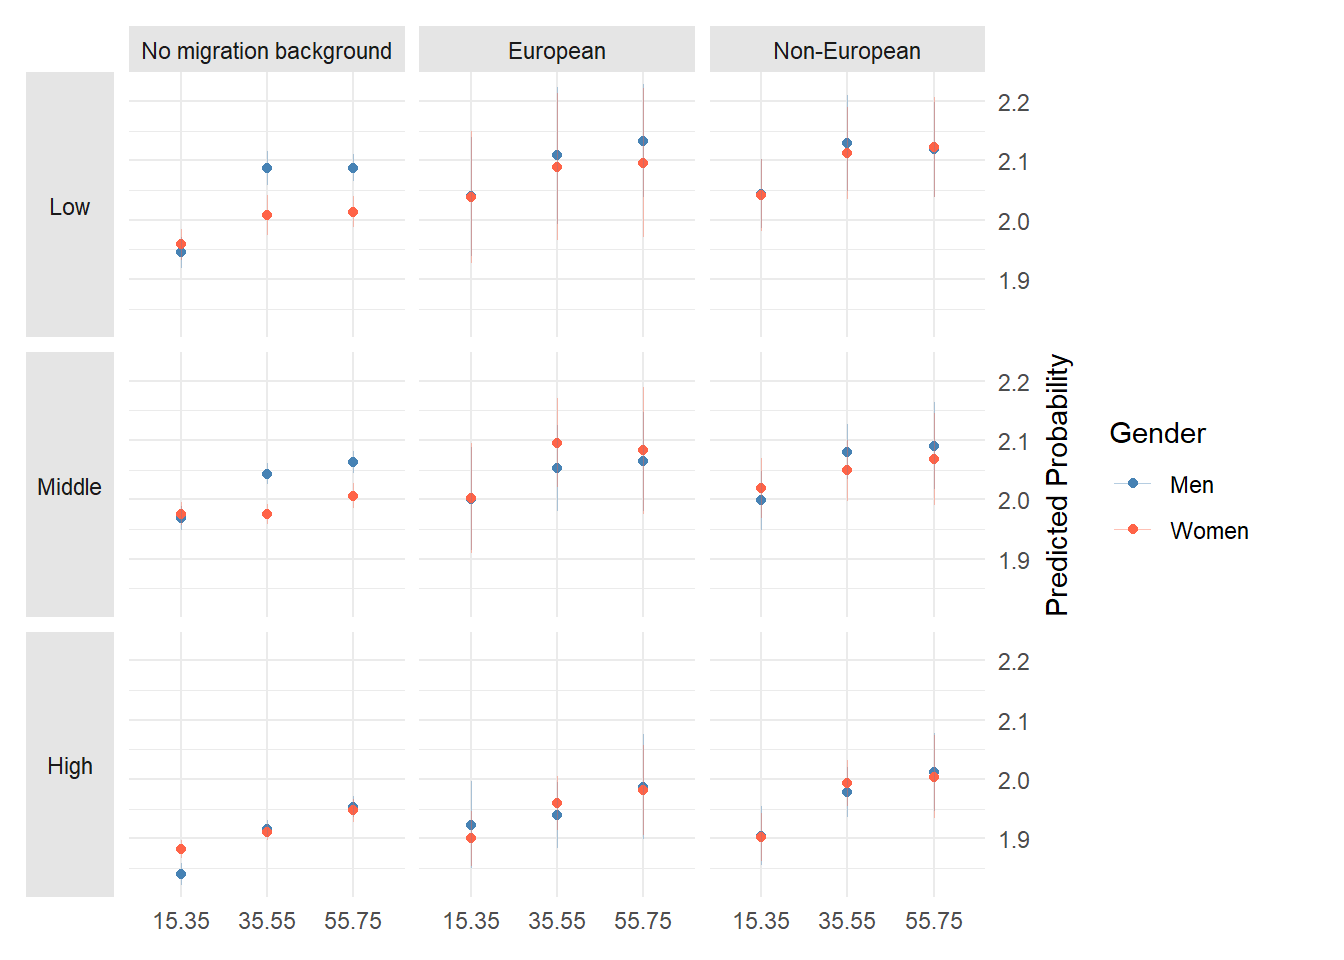 No migration background
European
Non-European
Low
2.2
2.1
2.0
1.9
Middle
2.2
2.1
2.0
1.9
High
2.2
2.1
2.0
1.9
15.35 35.55 55.75
15.35 35.55 55.75
15.35 35.55 55.75
Predicted Probability
Gender
Men
Women